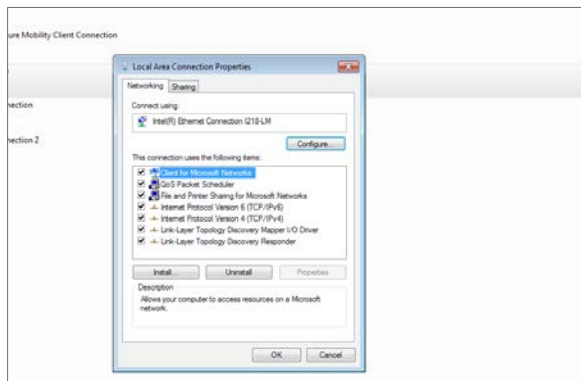 ure Mobility Client Connection
nection
nection 2
Local Area Connection Properties
Networking
Sharing
Connect using:
Intel(R) Ethernet Connection I218-LM
Configure...
This connection uses the following items:
Client for Microsoft Networks
QoS Packet Scheduler
File and Printer Sharing for Microsoft Networks
Internet Protocol Version 6 (TCP/IPv6)
Internet Protocol Version 4 (TCP/IPv4)
Link-Layer Topology Discovery Mapper I/O Driver
Link-Layer Topology Discovery Responder
Install...
Uninstall
Properties
Description
Allows your computer to access resources on a Microsoft
network.
OK
Cancel